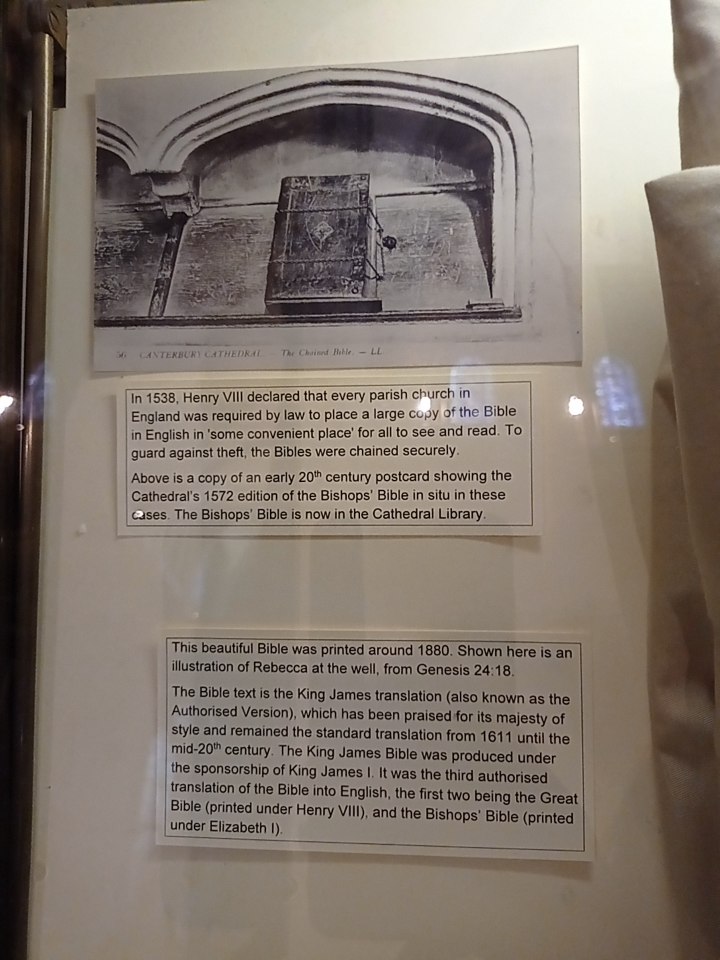 56 CANTERBURY CATHEDRAL. – The Chained Bible. – LL
In 1538, Henry VIII declared that every parish church in
England was required by law to place a large copy of the Bible
in English in 'some convenient place' for all to see and read. To
guard against theft, the Bibles were chained securely.
Above is a copy of an early 20th century postcard showing the
Cathedral's 1572 edition of the Bishops' Bible in situ in these
cases. The Bishops' Bible is now in the Cathedral Library.
This beautiful Bible was printed around 1880. Shown here is an
illustration of Rebecca at the well, from Genesis 24:18.
The Bible text is the King James translation (also known as the
Authorised Version), which has been praised for its majesty of
style and remained the standard translation from 1611 until the
mid-20th century. The King James Bible was produced under
the sponsorship of King James I. It was the third authorised
translation of the Bible into English, the first two being the Great
Bible (printed under Henry VIII), and the Bishops' Bible (printed
under Elizabeth I).